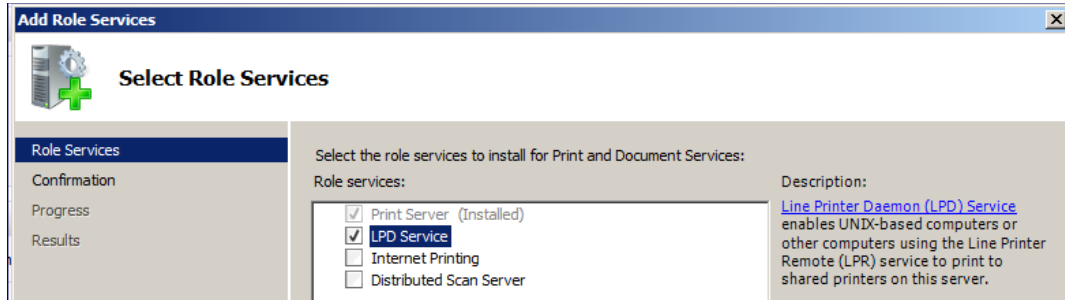 Add Role Services
Select Role Services
Role Services
Confirmation
Progress
Results
Select the role services to install for Print and Document Services:
Role services:
Print Server (Installed)
LPD Service
Internet Printing
Distributed Scan Server
Description:
Line Printer Daemon (LPD) Service
enables UNIX-based computers or
other computers using the Line Printer
Remote (LPR) service to print to
shared printers on this server.